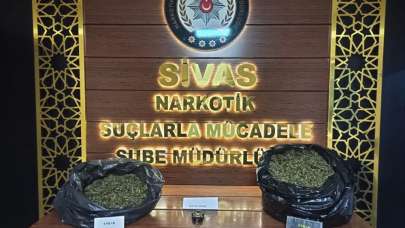 SİVAS
NARKOTİK
SUÇLARLA MÜCADELE
ŞUBE MÜDÜRLÜ